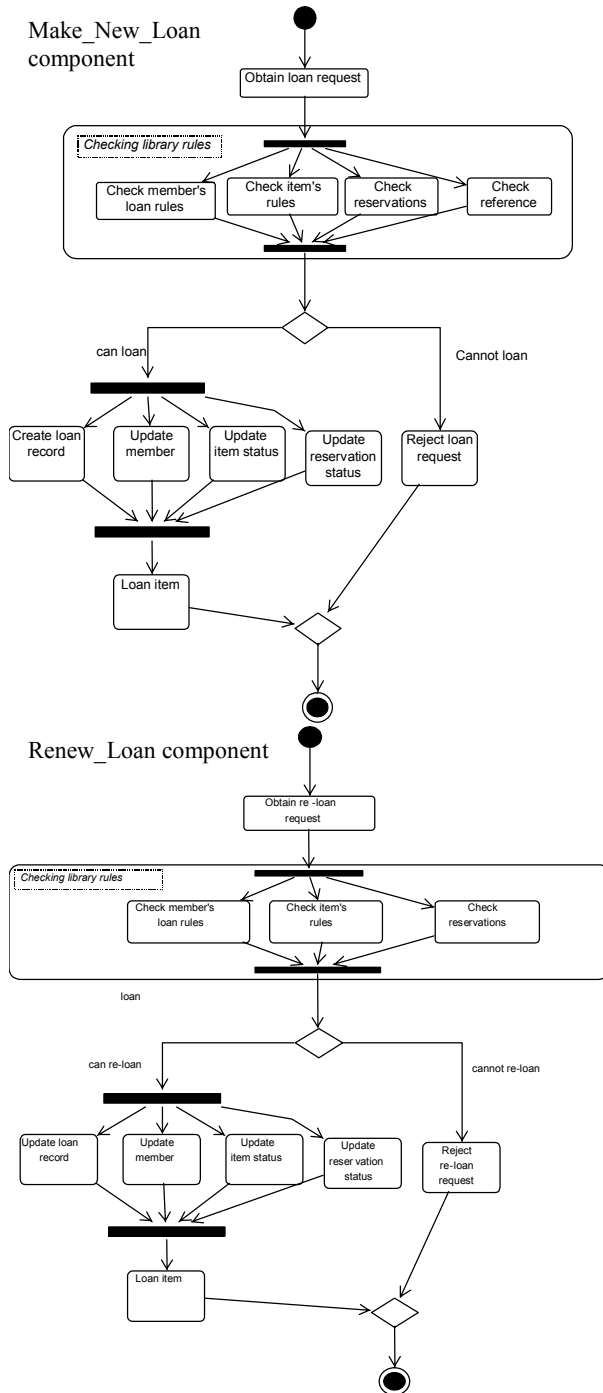 Make_New_Loan
component
Obtain loan request
Checking library rules
Check member's
loan rules
Check item's
rules
Check
reservations
Check
reference
can loan
Cannot loan
Create loan
record
Update
member
Update
item status
Update
reservation
status
Reject loan
request
Loan item
Renew_Loan component
Obtain re -loan
request
Checking library rules
Check member's
loan rules
Check item's
rules
Check
reservations
loan
can re-loan
cannot re-loan
Update loan
record
Update
member
Update
item status
Update
reser vation
status
Reject
re-loan
request
Loan item